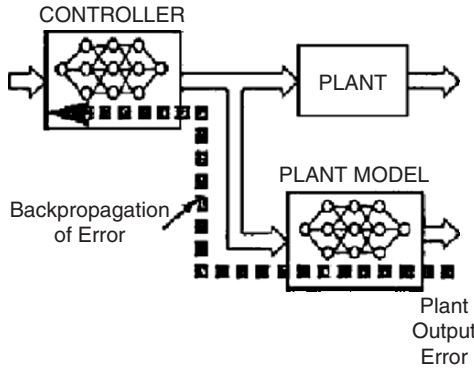 CONTROLLER
PLANT
PLANT MODEL
Backpropagation
of Error
Plant
Output
Error